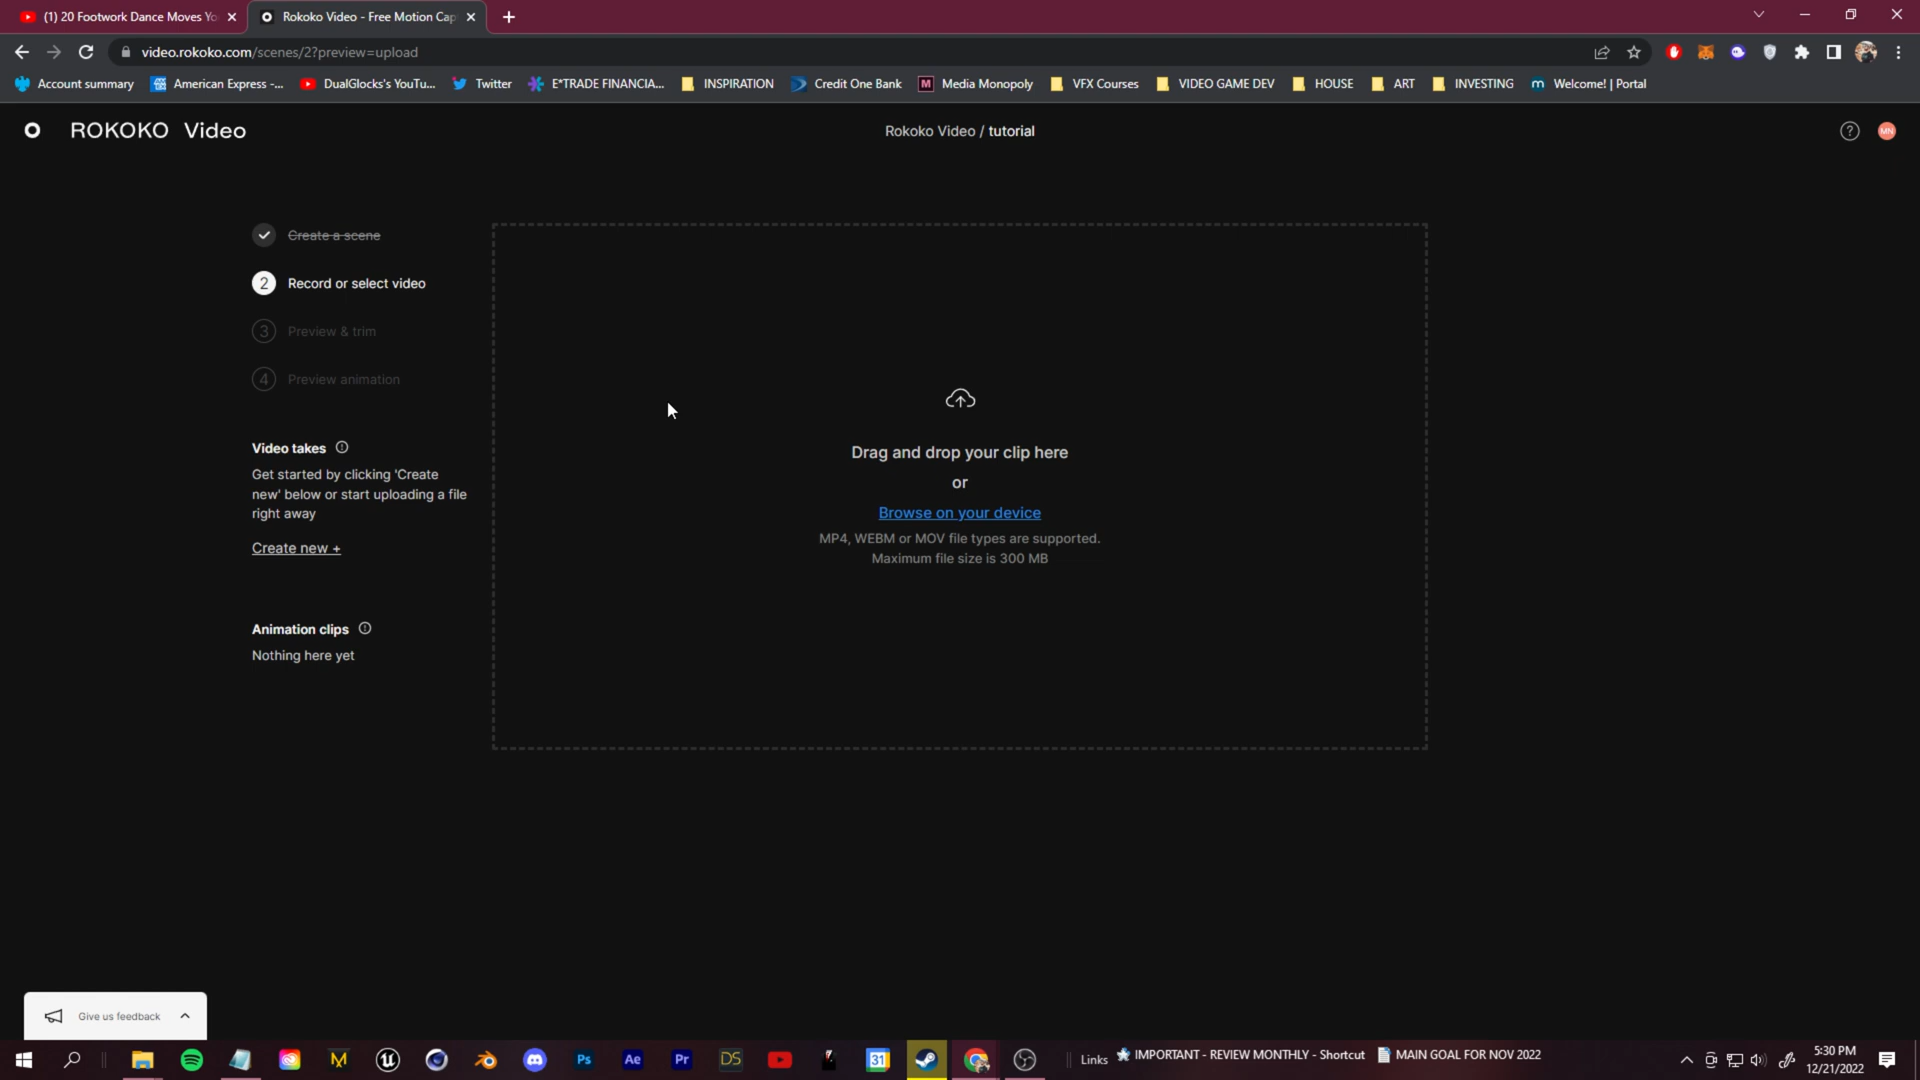 (1) 20 Footwork Dance Moves Yo
Rokoko Video - Free Motion Cap
video.rokoko.com/scenes/2?preview=upload
Account summary
American Express -...
DualGlocks's YouTu...
Twitter
E*TRADE FINANCIA...
INSPIRATION
Credit One Bank
M Media Monopoly
VFX Courses
VIDEO GAME DEV
HOUSE
ART
INVESTING
m Welcome! | Portal
ROKOKO Video
Rokoko Video / tutorial
?
MN
Create a scene
2 Record or select video
3 Preview & trim
4 Preview animation
Video takes
Get started by clicking 'Create
new' below or start uploading a file
right away
Create new +
Animation clips
Nothing here yet
Drag and drop your clip here
or
Browse on your device
MP4, WEBM or MOV file types are supported.
Maximum file size is 300 MB
Give us feedback
M
Ps
Ae
Pr
DS
31
Links
IMPORTANT - REVIEW MONTHLY - Shortcut
MAIN GOAL FOR NOV 2022
5:30 PM
12/21/2022